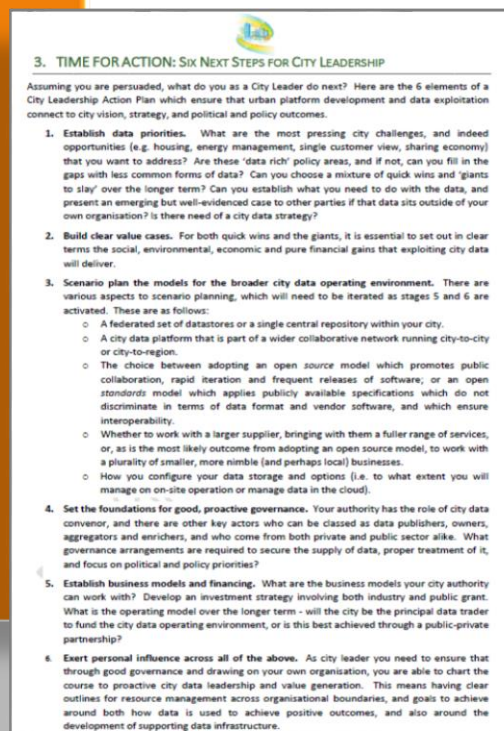 3. TIME FOR ACTION: SIX NEXT STEPS FOR CITY LEADERSHIP
Assuming you are persuaded, what do you as a City Leader do next? Here are the 6 elements of a
City Leadership Action Plan which ensure that urban platform development and data exploitation
connect to city vision, strategy, and political and policy outcomes.
1. Establish data priorities. What are the most pressing city challenges, and indeed
opportunities (e.g. housing, energy management, single customer view, sharing economy)
that you want to address? Are these 'data rich' policy areas, and if not, can you fill in the
gaps with less common forms of data? Can you choose a mixture of quick wins and 'giants
to slay' over the longer term? Can you establish what you need to do with the data, and
present an emerging but well-evidenced case to other parties if that data sits outside of your
own organisation? Is there need of a city data strategy?
2. Build clear value cases. For both quick wins and the giants, it is essential to set out in clear
terms the social, environmental, economic and pure financial gains that exploiting city data
will deliver.
3. Scenario plan the models for the broader city data operating environment. There are
various aspects to scenario planning, which will need to be iterated as stages 5 and 6 are
activated. These are as follows:
o A federated set of datastores or a single central repository within your city.
o A city data platform that is part of a wider collaborative network running city-to-city
or city-to-region.
o The choice between adopting an open source model which promotes public
collaboration, rapid iteration and frequent releases of software; or an open
standards model which applies publicly available specifications which do not
discriminate in terms of data format and vendor software, and which ensure
interoperability.
o Whether to work with a larger supplier, bringing with them a fuller range of services,
or, as is the most likely outcome from adopting an open source model, to work with
a plurality of smaller, more nimble (and perhaps local) businesses.
o How you configure your data storage and options (i.e. to what extent you will
manage on on-site operation or manage data in the cloud).
4. Set the foundations for good, proactive governance. Your authority has the role of city data
convenor, and there are other key actors who can be classed as data publishers, owners,
aggregators and enrichers, and who come from both private and public sector alike. What
governance arrangements are required to secure the supply of data, proper treatment of it,
and focus on political and policy priorities?
5. Establish business models and financing. What are the business models your city authority
can work with? Develop an investment strategy involving both industry and public grant.
What is the operating model over the longer term - will the city be the principal data trader
to fund the city data operating environment, or is this best achieved through a public-private
partnership?
6. Exert personal influence across all of the above. As city leader you need to ensure that
through good governance and drawing on your own organisation, you are able to chart the
course to proactive city data leadership and value generation. This means having clear
outlines for resource management across organisational boundaries, and goals to achieve
around both how data is used to achieve positive outcomes, and also around the
development of supporting data infrastructure.